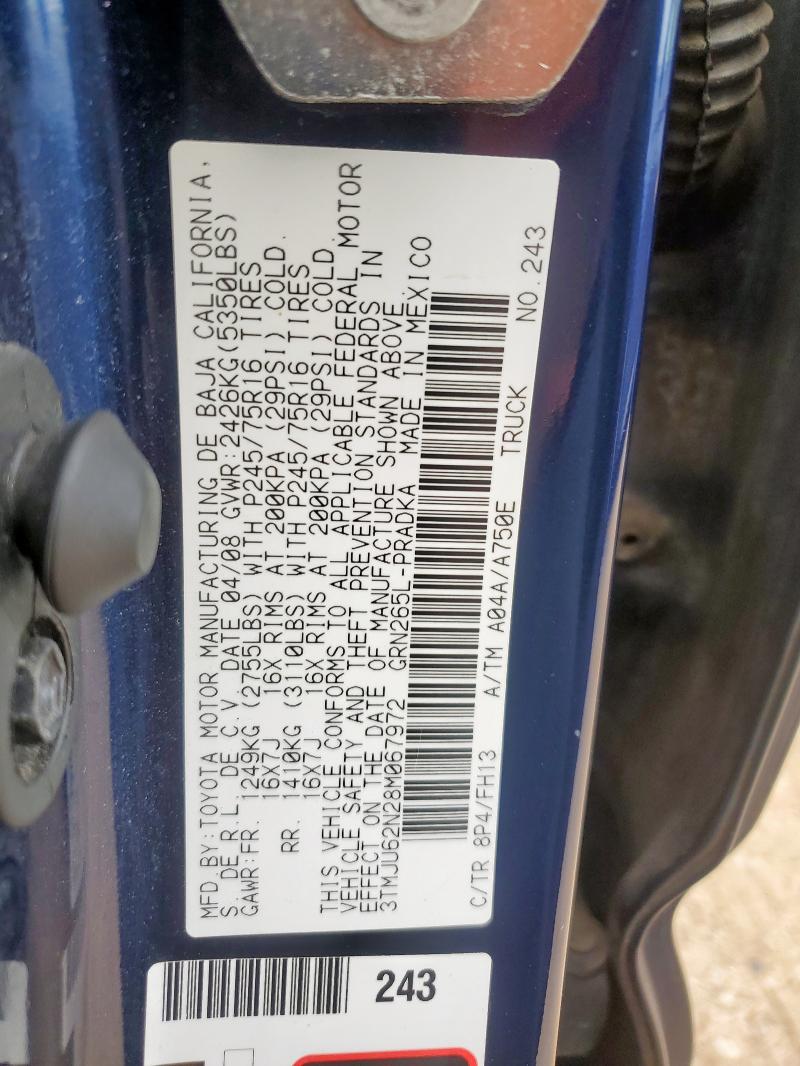 MFD.BY:TOYOTA MOTOR MANUFACTURING DE BAJA CALIFORNIA,
S. DE R.L. DE C.V. DATE 04/08 GVWR:2426KG(5350LBS)
GAWR:FR. 1249KG (2755LBS) WITH P245/75R16 TIRES
16X7J 16X RIMS AT 200KPA (29PSI) COLD
RR. 1410KG (3110LBS) WITH P245/75R16 TIRES
16X7J 16X RIMS AT 200KPA (29PSI) COLD.
THIS VEHICLE CONFORMS TO ALL APPLICABLE FEDERAL MOTOR
VEHICLE SAFETY AND THEFT PREVENTION STANDARDS IN
EFFECT ON THE DATE OF MANUFACTURE SHOWN ABOVE.
3TMJU62N28M067972 GRN265L-PRADKA MADE IN MEXICO
C/TR 8P4/FH13 A/TM A04A/A750E TRUCK NO.243
243